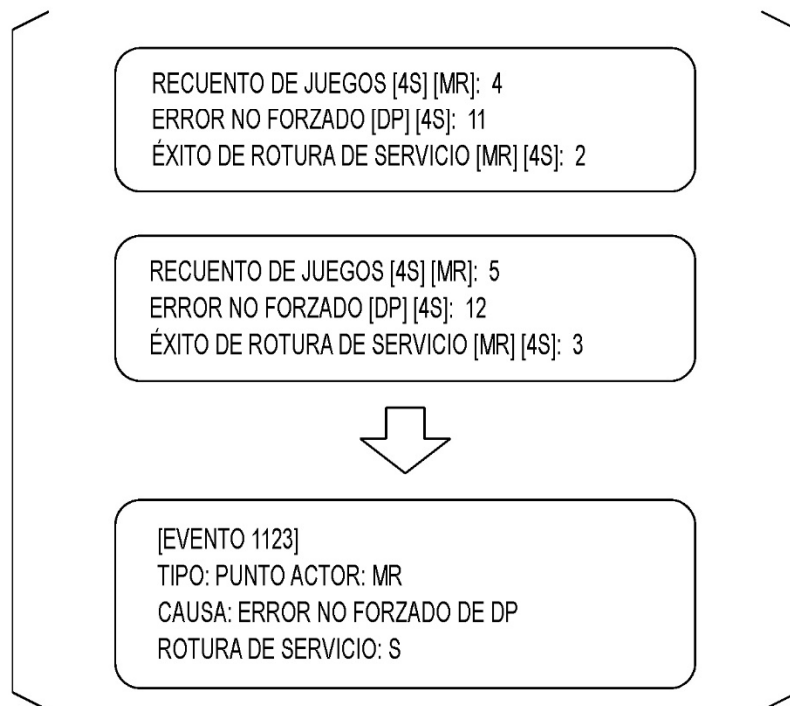 RECUENTO DE JUEGOS [4S] [MR]: 4
ERROR NO FORZADO [DP] [4S]: 11
ÉXITO DE ROTURA DE SERVICIO [MR] [4S]: 2
RECUENTO DE JUEGOS [4S] [MR]: 5
ERROR NO FORZADO [DP] [4S]: 12
ÉXITO DE ROTURA DE SERVICIO [MR] [4S]: 3
[EVENTO 1123]
TIPO: PUNTO ACTOR: MR
CAUSA: ERROR NO FORZADO DE DP
ROTURA DE SERVICIO: S